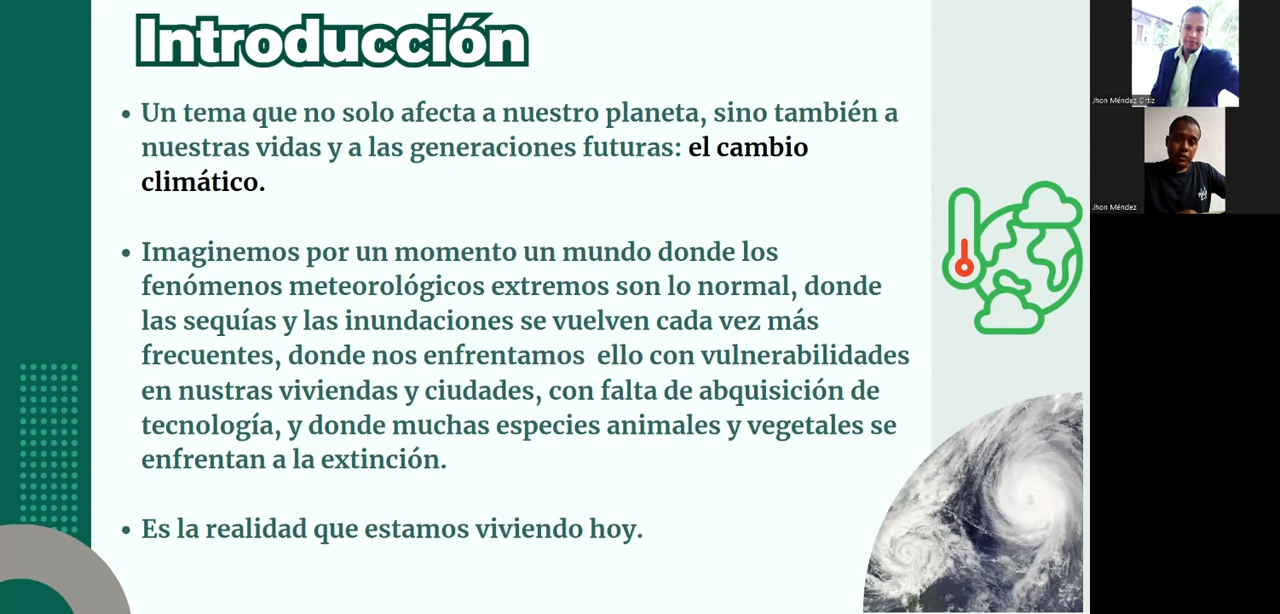 Introducción
• Un tema que no solo afecta a nuestro planeta, sino también a
nuestras vidas y a las generaciones futuras: el cambio
climático.
• Imaginemos por un momento un mundo donde los
fenómenos meteorológicos extremos son lo normal, donde
las sequías y las inundaciones se vuelven cada vez más
frecuentes, donde nos enfrentamos ello con vulnerabilidades
en nustras viviendas y ciudades, con falta de abquisición de
tecnología, y donde muchas especies animales y vegetales se
enfrentan a la extinción.
• Es la realidad que estamos viviendo hoy.
Jhon Méndez Ortiz
Jhon Méndez